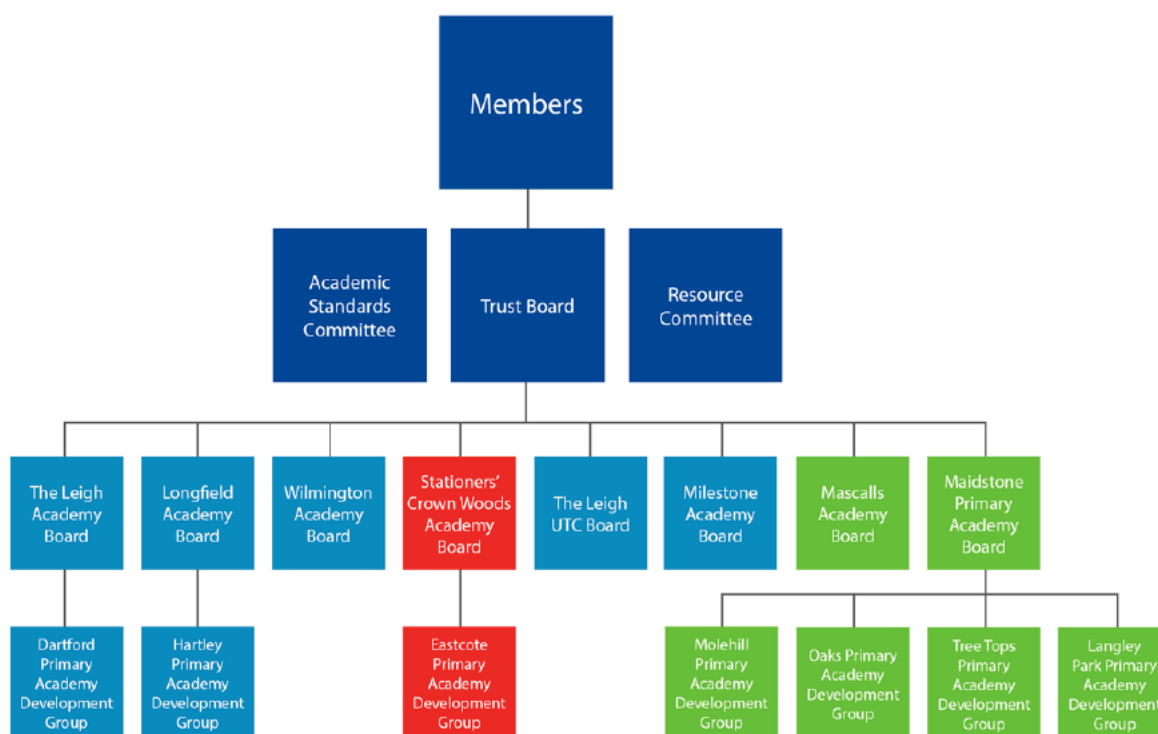 Members
Academic
Standards
Committee
Trust Board
Resource
Committee
The Leigh
Academy
Board
Longfield
Academy
Board
Wilmington
Academy
Board
Stationers'
Crown Woods
Academy
Board
The Leigh
UTC Board
Milestone
Academy
Board
Mascalls
Academy
Board
Maidstone
Primary
Academy
Board
Dartford
Primary
Academy
Development
Group
Hartley
Primary
Academy
Development
Group
Eastcote
Primary
Academy
Development
Group
Molehill
Primary
Academy
Development
Group
Oaks Primary
Academy
Development
Group
Tree Tops
Primary
Academy
Development
Group
Langley
Park Primary
Academy
Development
Group